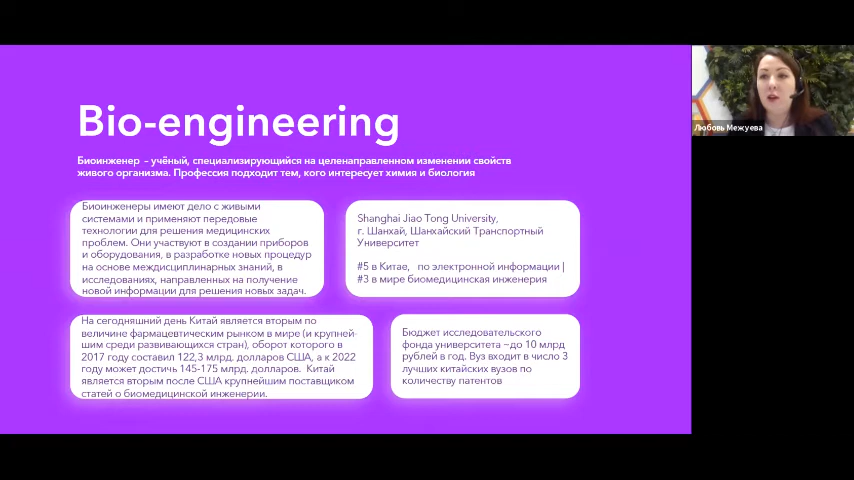 Bio-engineering
Биоинженер – учёный, специализирующийся на целенаправленном изменении свойств
живого организма. Профессия подходит тем, кого интересует химия и биология
Биоинженеры имеют дело с живыми
системами и применяют передовые
технологии для решения медицинских
проблем. Они участвуют в создании приборов
и оборудования, в разработке новых процедур
на основе междисциплинарных знаний, в
исследованиях, направленных на получение
новой информации для решения новых задач.
Shanghai Jiao Tong University,
г. Шанхай, Шанхайский Транспортный
Университет
#5 в Китае, по электронной информации |
#3 в мире биомедицинская инженерия
На сегодняшний день Китай является вторым по
величине фармацевтическим рынком в мире (и крупней-
шим среди развивающихся стран), оборот которого в
2017 году составил 122,3 млрд. долларов США, а к 2022
году может достичь 145-175 млрд. долларов. Китай
является вторым после США крупнейшим поставщиком
статей о биомедицинской инженерии.
Бюджет исследовательского
фонда университета ~до 10 млрд
рублей в год. Вуз входит в число 3
лучших китайских вузов по
количеству патентов
Любовь Межуева